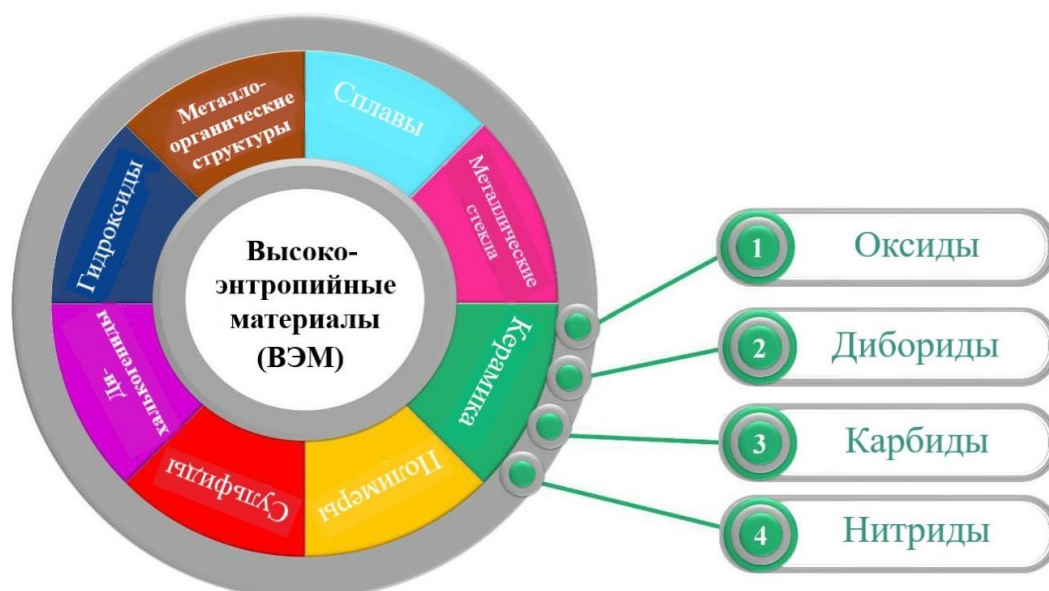 Высоко-
энтропийные
материалы
(ВЭМ)
Сплавы
Металлические
стекла
Керамика
Полимеры
Сульфиды
Ди-
халькогениды
Гидроксиды
Металло-
органические
структуры
1 Оксиды
2 Дибориды
3 Карбиды
4 Нитриды